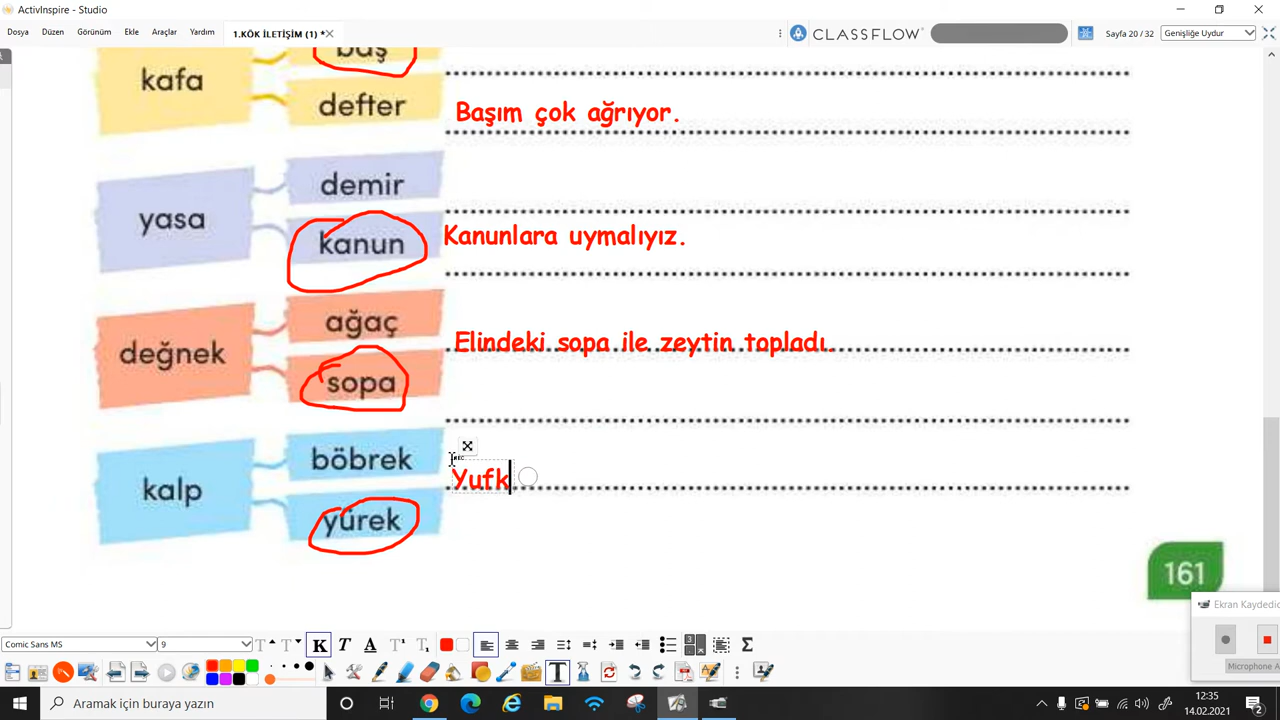 ActivInspire - Studio
Dosya Düzen Görünüm Ekle Araçlar Yardım
1.KÖK İLETİŞİM (1) *
CLASSFLOW
Sayfa 20 / 32
Genişliğe Uydur
baş
kafa
defter
Başım çok ağrıyor.
demir
yasa
kanun
Kanunlara uymalıyız.
ağaç
değnek
Elindeki sopa ile zeytin topladı.
sopa
böbrek
REC
Yufk
kalp
yürek
161
Ekran Kaydedic
Microphone A
Comic Sans MS
9
Aramak için buraya yazın
12:35
14.02.2021
2